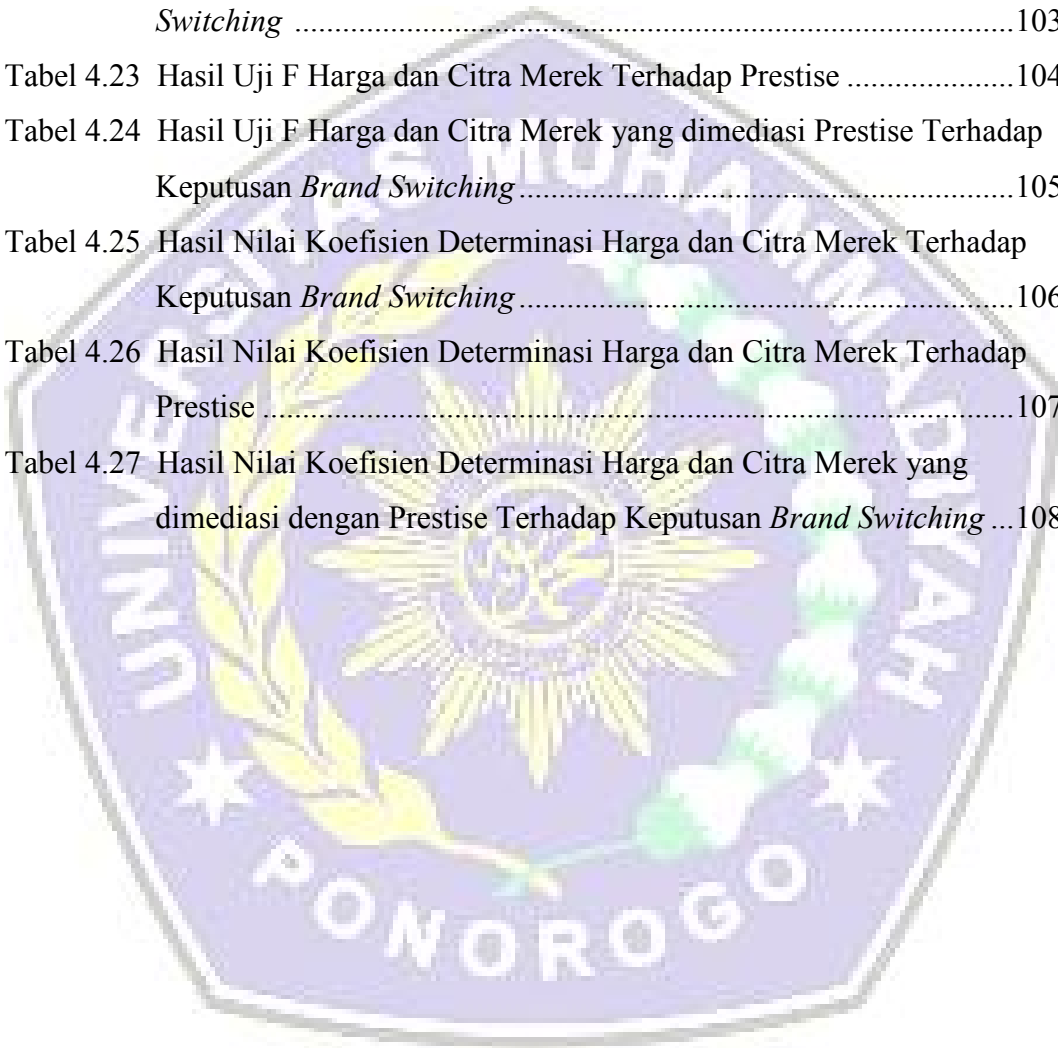 Switching ................................................................................103
Tabel 4.23 Hasil Uji F Harga dan Citra Merek Terhadap Prestise ..................104
Tabel 4.24 Hasil Uji F Harga dan Citra Merek yang dimediasi Prestise Terhadap
Keputusan Brand Switching ......................................................105
Tabel 4.25 Hasil Nilai Koefisien Determinasi Harga dan Citra Merek Terhadap
Keputusan Brand Switching ......................................................106
Tabel 4.26 Hasil Nilai Koefisien Determinasi Harga dan Citra Merek Terhadap
Prestise ....................................................................................107
Tabel 4.27 Hasil Nilai Koefisien Determinasi Harga dan Citra Merek yang
dimediasi dengan Prestise Terhadap Keputusan Brand Switching ...108
UNIVERSITAS MUHAMMADIYAH
PONOROGO